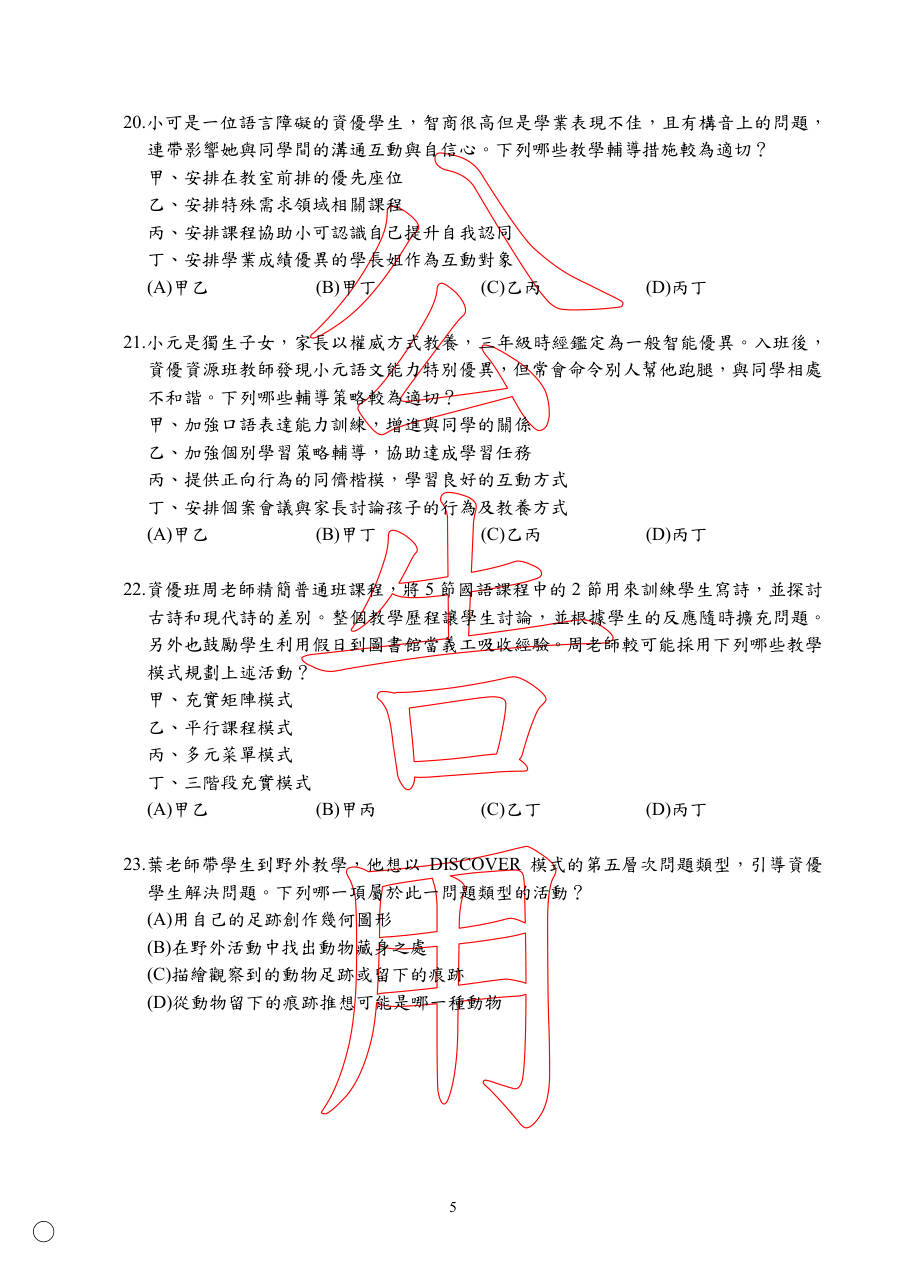 20.小可是一位語言障礙的資優學生，智商很高但是學業表現不佳，且有構音上的問題，
連帶影響她與同學間的溝通互動與自信心。下列哪些教學輔導措施較為適切？
甲、安排在教室前排的優先座位
乙、安排特殊需求領域相關課程
丙、安排課程協助小可認識自己提升自我認同
丁、安排學業成績優異的學長姐作為互動對象
(A)甲乙 (B)甲丁 (C)乙丙 (D)丙丁
21.小元是獨生子女，家長以權威方式教養，三年級時經鑑定為一般智能優異。入班後，
資優資源班教師發現小元語文能力特別優異，但常會命令別人幫他跑腿，與同學相處
不和諧。下列哪些輔導策略較為適切？
甲、加強口語表達能力訓練，增進與同學的關係
乙、加強個別學習策略輔導，協助達成學習任務
丙、提供正向行為的同儕楷模，學習良好的互動方式
丁、安排個案會議與家長討論孩子的行為及教養方式
(A)甲乙 (B)甲丁 (C)乙丙 (D)丙丁
22.資優班周老師精簡普通班課程，將 5 節國語課程中的 2 節用來訓練學生寫詩，並探討
古詩和現代詩的差別。整個教學歷程讓學生討論，並根據學生的反應隨時擴充問題。
另外也鼓勵學生利用假日到圖書館當義工吸收經驗。周老師較可能採用下列哪些教學
模式規劃上述活動？
甲、充實矩陣模式
乙、平行課程模式
丙、多元菜單模式
丁、三階段充實模式
(A)甲乙 (B)甲丙 (C)乙丁 (D)丙丁
23.葉老師帶學生到野外教學，他想以 DISCOVER 模式的第五層次問題類型，引導資優
學生解決問題。下列哪一項屬於此一問題類型的活動？
(A)用自己的足跡創作幾何圖形
(B)在野外活動中找出動物藏身之處
(C)描繪觀察到的動物足跡或留下的痕跡
(D)從動物留下的痕跡推想可能是哪一種動物
公告用
5